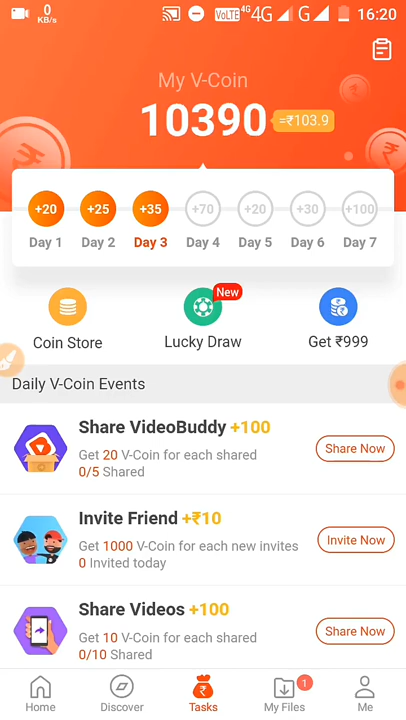 0 KB/s VoLTE 4G 4G G 16:20
My V-Coin
10390 =₹103.9
+20 +25 +35 +70 +20 +30 +100
Day 1 Day 2 Day 3 Day 4 Day 5 Day 6 Day 7
New
Coin Store Lucky Draw Get ₹999
Daily V-Coin Events
Share VideoBuddy +100
Get 20 V-Coin for each shared
0/5 Shared
Share Now
Invite Friend +₹10
Get 1000 V-Coin for each new invites
0 Invited today
Invite Now
Share Videos +100
Get 10 V-Coin for each shared
0/10 Shared
Share Now
1
Home Discover Tasks My Files Me